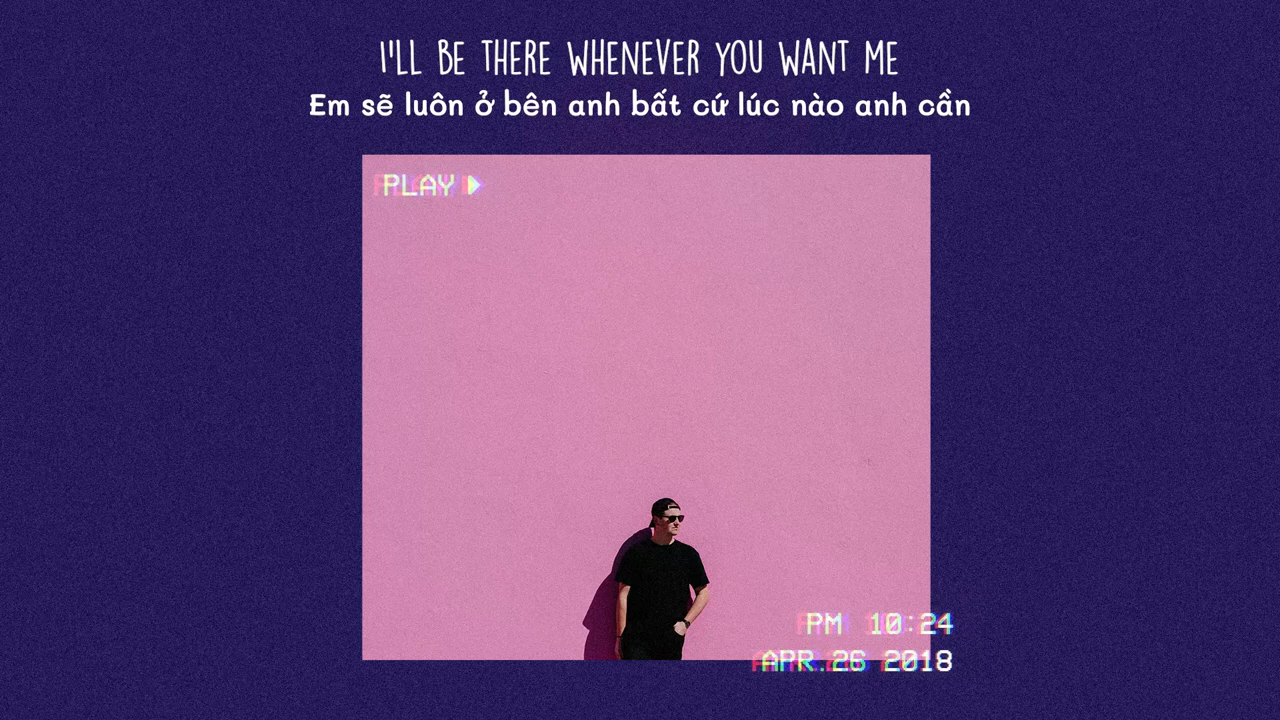 I'LL BE THERE WHENEVER YOU WANT ME
Em sẽ luôn ở bên anh bất cứ lúc nào anh cần
PLAY
PM 10:24
APR.26 2018